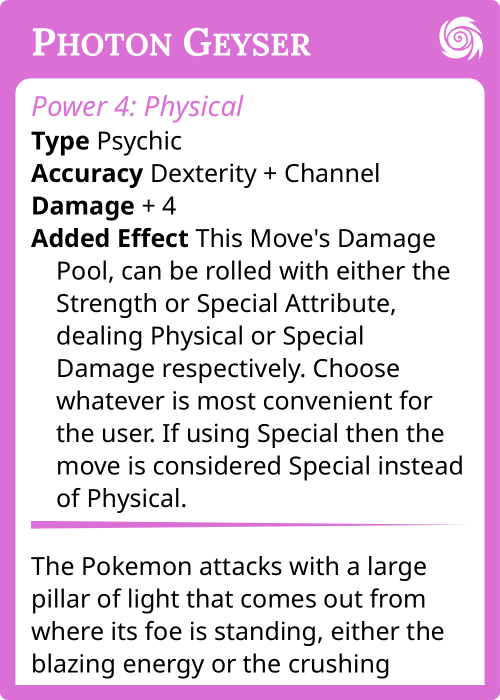 Photon Geyser
Power 4: Physical
Type Psychic
Accuracy Dexterity + Channel
Damage + 4
Added Effect This Move's Damage
Pool, can be rolled with either the
Strength or Special Attribute,
dealing Physical or Special
Damage respectively. Choose
whatever is most convenient for
the user. If using Special then the
move is considered Special instead
of Physical.
The Pokemon attacks with a large
pillar of light that comes out from
where its foe is standing, either the
blazing energy or the crushing